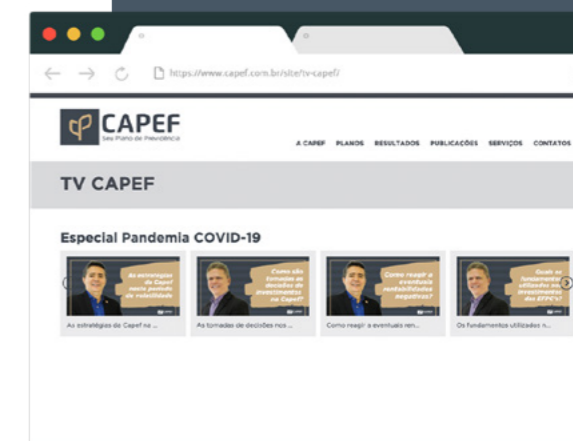 https://www.capef.com.br/site/tv-capef/
CAPEF
Seu Plano de Previdência
A CAPEF PLANOS RESULTADOS PUBLICAÇÕES SERVIÇOS CONTATOS
TV CAPEF
Especial Pandemia COVID-19
As estratégias
da Capef
neste período
de volatilidade
As estratégias da Capef na ...
Como são
tomadas as
decisões de
investimentos
na Capef?
As tomadas de decisões nos ...
Como reagir a
eventuais
rentabilidades
negativas?
Como reagir a eventuais ren...
Quais os
fundamentos
utilizados nos
investimentos
das EFPC's?
Os fundamentos utilizados n...